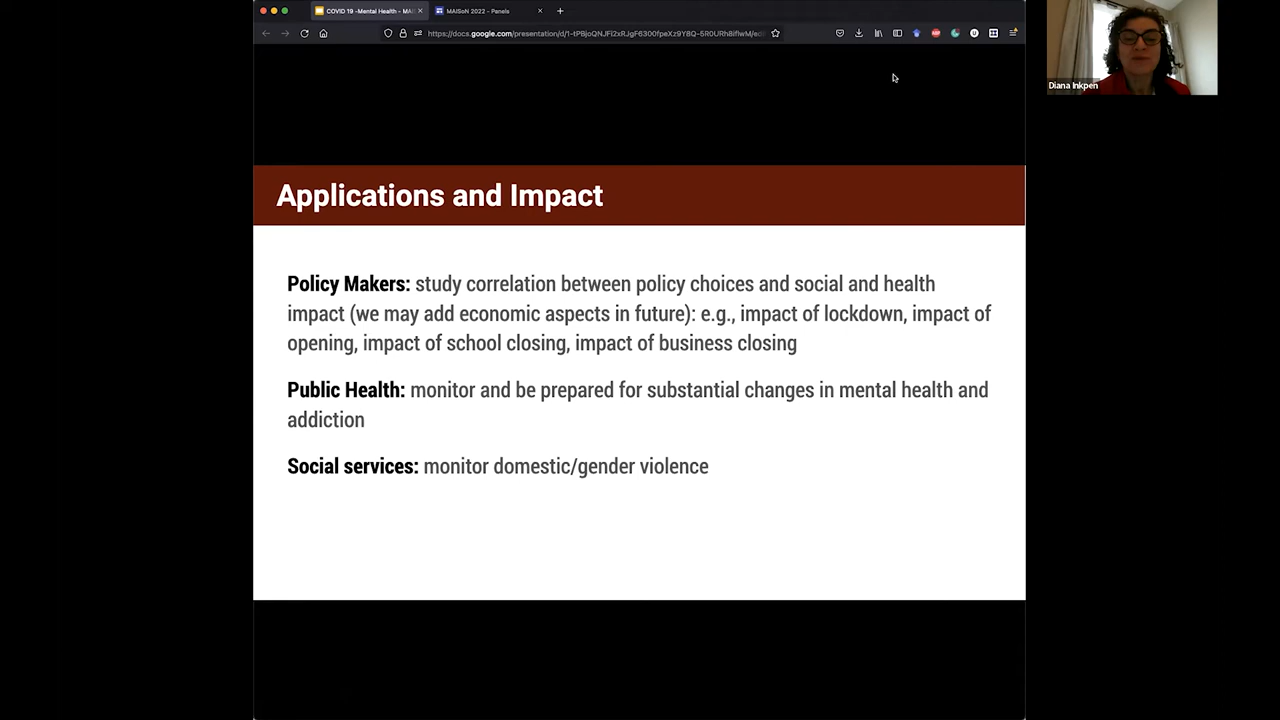 COVID 19 -Mental Health - MAI
MAISoN 2022 - Panels
Diana Inkpen
Applications and Impact
Policy Makers: study correlation between policy choices and social and health
impact (we may add economic aspects in future): e.g., impact of lockdown, impact of
opening, impact of school closing, impact of business closing
Public Health: monitor and be prepared for substantial changes in mental health and
addiction
Social services: monitor domestic/gender violence